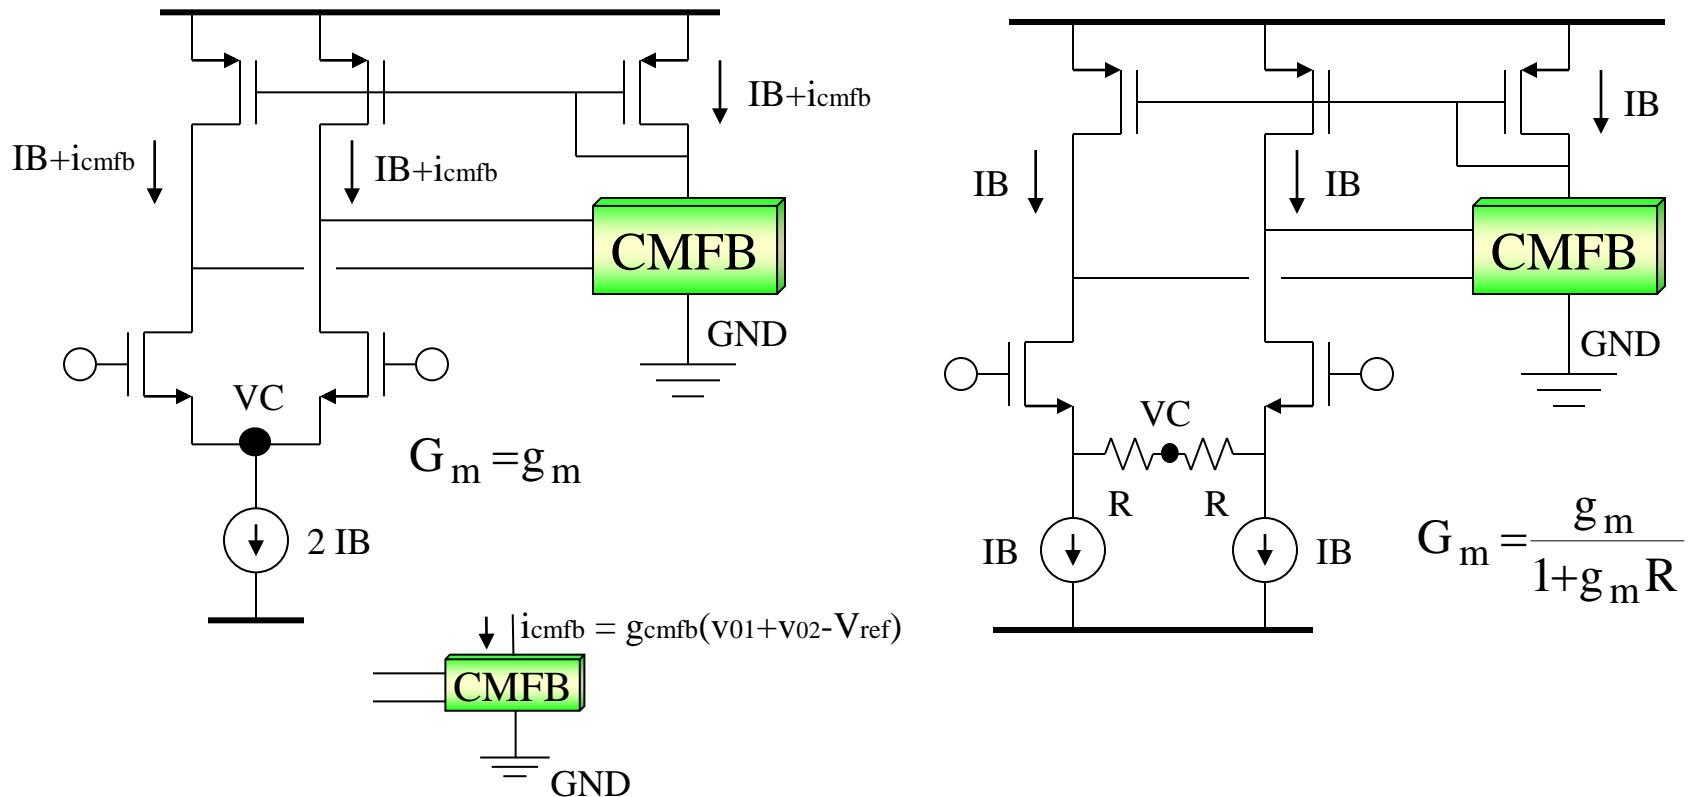 IB+icmfb
IB+icmfb
IB+icmfb
CMFB
GND
VC
Gm=gm
2 IB
icmfb = gcmfb(v01+v02-Vref)
CMFB
GND
IB
IB
IB
CMFB
GND
VC
R R
IB IB
Gm=gm/1+gmR